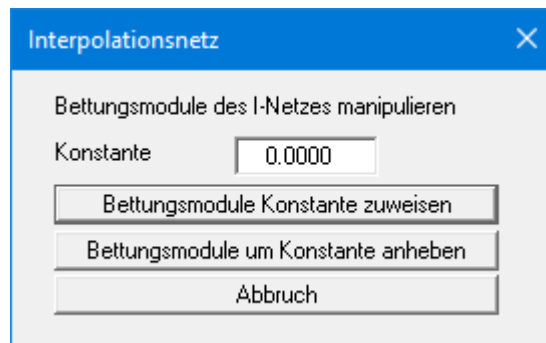 Interpolationsnetz
Bettungsmodule des I-Netzes manipulieren
Konstante 0.0000
Bettungsmodule Konstante zuweisen
Bettungsmodule um Konstante anheben
Abbruch